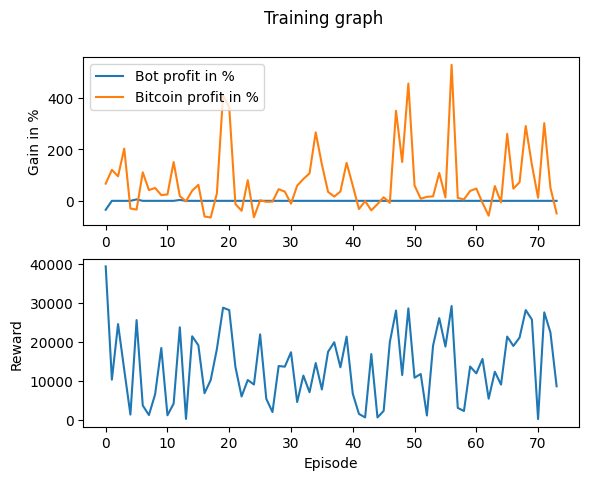 Training graph
Gain in %
400
200
0
Bot profit in %
Bitcoin profit in %
0 10 20 30 40 50 60 70
Reward
40000
30000
20000
10000
0
0 10 20 30 40 50 60 70
Episode